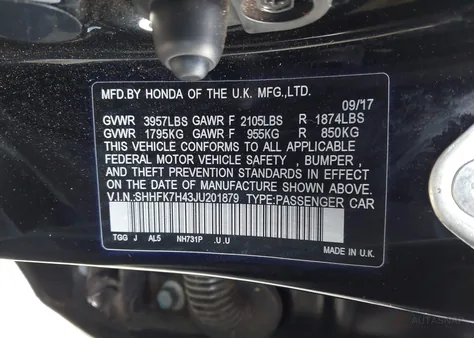 MFD.BY HONDA OF THE U.K. MFG.,LTD.
09/17
GVWR 3957LBS GAWR F 2105LBS R 1874LBS
GVWR 1795KG GAWR F 955KG R 850KG
THIS VEHICLE CONFORMS TO ALL APPLICABLE
FEDERAL MOTOR VEHICLE SAFETY , BUMPER ,
AND THEFT PREVENTION STANDARDS IN EFFECT
ON THE DATE OF MANUFACTURE SHOWN ABOVE.
V.I.N.:SHHFK7H43JU201879 TYPE:PASSENGER CAR
TGG J AL5 NH731P .U.U MADE IN U.K.